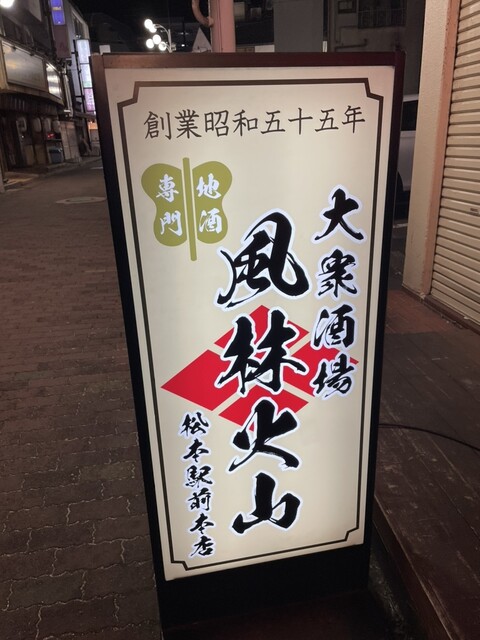 創業昭和五十五年
地酒
専門
大衆酒場
風林火山
松本駅前本店